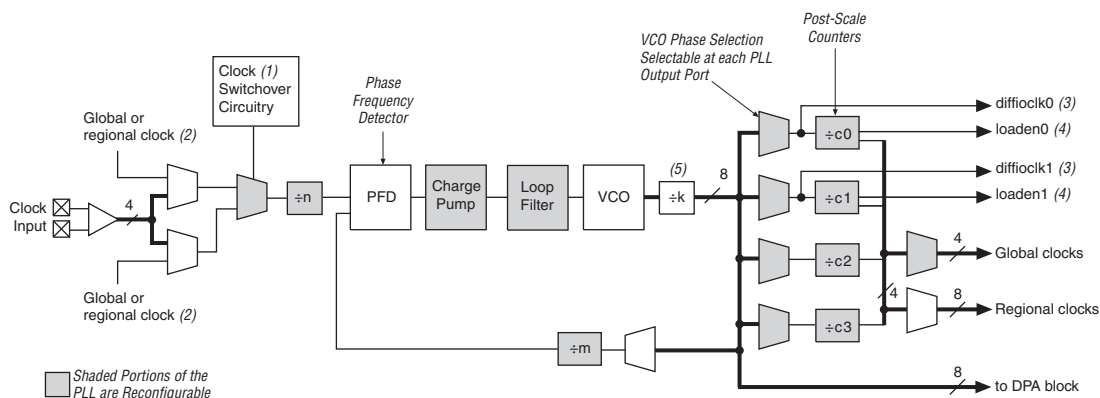 VCO Phase Selection
Selectable at each PLL
Output Port
Post-Scale
Counters
Clock (1)
Switchover
Circuitry
Phase
Frequency
Detector
Global or
regional clock (2)
Clock
Input
4
÷n
PFD
Charge
Pump
Loop
Filter
VCO
(5)
÷k
8
÷c0
÷c1
÷c2
÷c3
diffioclk0 (3)
loaden0 (4)
diffioclk1 (3)
loaden1 (4)
4
Global clocks
4
8
Regional clocks
Global or
regional clock (2)
÷m
8
to DPA block
Shaded Portions of the
PLL are Reconfigurable